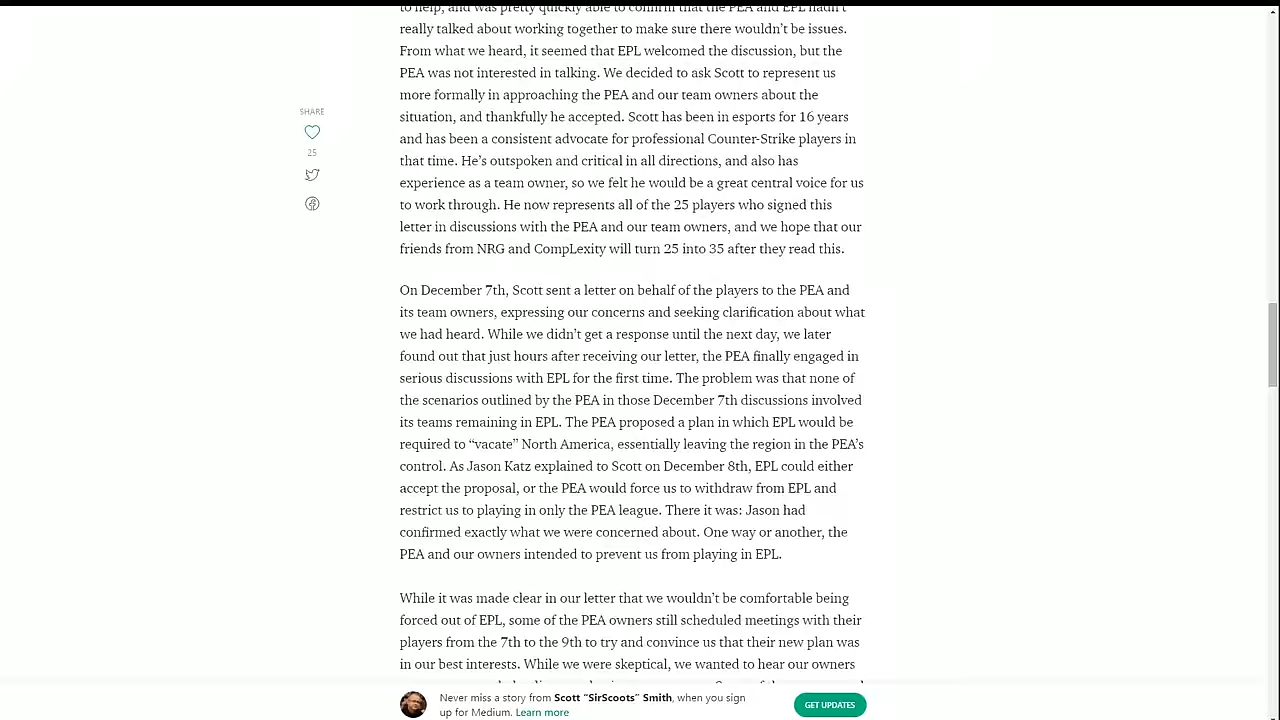 to help, and was pretty quickly able to confirm that the PEA and EPL hadn't
really talked about working together to make sure there wouldn't be issues.
From what we heard, it seemed that EPL welcomed the discussion, but the
PEA was not interested in talking. We decided to ask Scott to represent us
more formally in approaching the PEA and our team owners about the
situation, and thankfully he accepted. Scott has been in esports for 16 years
and has been a consistent advocate for professional Counter-Strike players in
that time. He's outspoken and critical in all directions, and also has
experience as a team owner, so we felt he would be a great central voice for us
to work through. He now represents all of the 25 players who signed this
letter in discussions with the PEA and our team owners, and we hope that our
friends from NRG and CompLexity will turn 25 into 35 after they read this.
SHARE
25
On December 7th, Scott sent a letter on behalf of the players to the PEA and
its team owners, expressing our concerns and seeking clarification about what
we had heard. While we didn't get a response until the next day, we later
found out that just hours after receiving our letter, the PEA finally engaged in
serious discussions with EPL for the first time. The problem was that none of
the scenarios outlined by the PEA in those December 7th discussions involved
its teams remaining in EPL. The PEA proposed a plan in which EPL would be
required to “vacate” North America, essentially leaving the region in the PEA's
control. As Jason Katz explained to Scott on December 8th, EPL could either
accept the proposal, or the PEA would force us to withdraw from EPL and
restrict us to playing in only the PEA league. There it was: Jason had
confirmed exactly what we were concerned about. One way or another, the
PEA and our owners intended to prevent us from playing in EPL.
While it was made clear in our letter that we wouldn't be comfortable being
forced out of EPL, some of the PEA owners still scheduled meetings with their
players from the 7th to the 9th to try and convince us that their new plan was
in our best interests. While we were skeptical, we wanted to hear our owners
Never miss a story from Scott “SirScoots” Smith, when you sign
up for Medium. Learn more
GET UPDATES